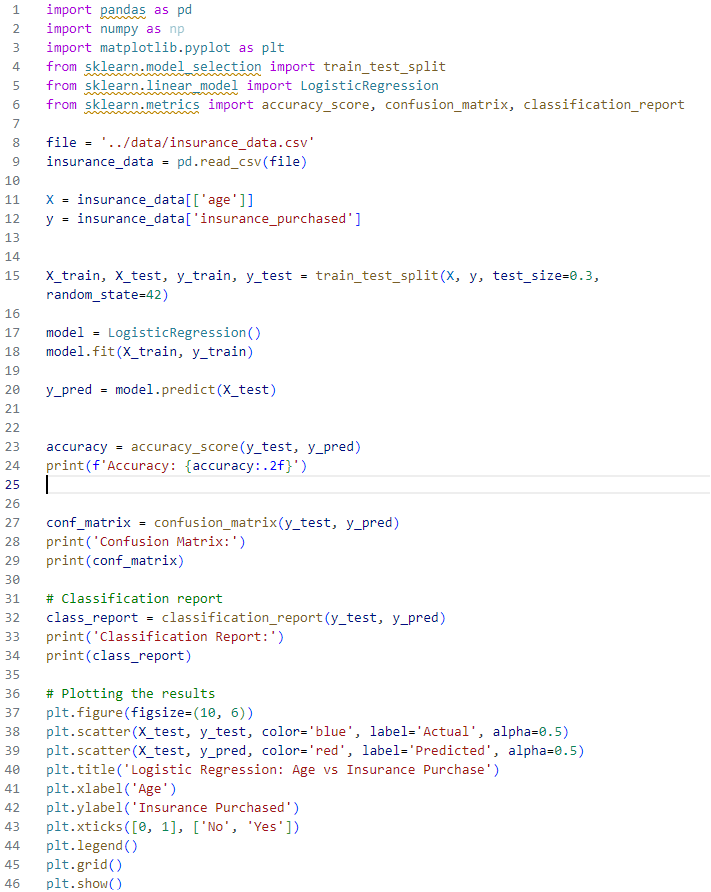 1 import pandas as pd
2 import numpy as np
3 import matplotlib.pyplot as plt
4 from sklearn.model_selection import train_test_split
5 from sklearn.linear_model import LogisticRegression
6 from sklearn.metrics import accuracy_score, confusion_matrix, classification_report
7
8 file = '../data/insurance_data.csv'
9 insurance_data = pd.read_csv(file)
10
11 X = insurance_data[['age']]
12 y = insurance_data['insurance_purchased']
13
14
15 X_train, X_test, y_train, y_test = train_test_split(X, y, test_size=0.3,
random_state=42)
16
17 model = LogisticRegression()
18 model.fit(X_train, y_train)
19
20 y_pred = model.predict(X_test)
21
22
23 accuracy = accuracy_score(y_test, y_pred)
24 print(f'Accuracy: {accuracy:.2f}')
25
26
27 conf_matrix = confusion_matrix(y_test, y_pred)
28 print('Confusion Matrix:')
29 print(conf_matrix)
30
31 # Classification report
32 class_report = classification_report(y_test, y_pred)
33 print('Classification Report:')
34 print(class_report)
35
36 # Plotting the results
37 plt.figure(figsize=(10, 6))
38 plt.scatter(X_test, y_test, color='blue', label='Actual', alpha=0.5)
39 plt.scatter(X_test, y_pred, color='red', label='Predicted', alpha=0.5)
40 plt.title('Logistic Regression: Age vs Insurance Purchase')
41 plt.xlabel('Age')
42 plt.ylabel('Insurance Purchased')
43 plt.xticks([0, 1], ['No', 'Yes'])
44 plt.legend()
45 plt.grid()
46 plt.show()